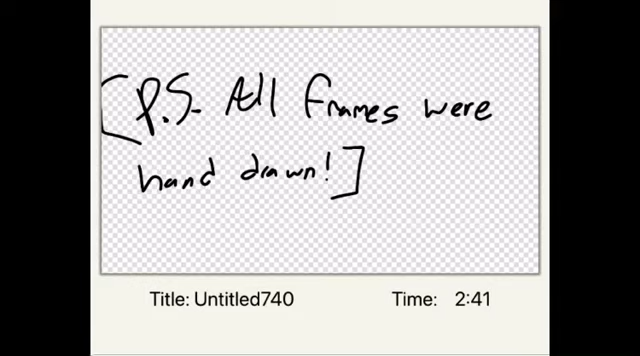 [P.S. All frames were
hand drawn!]
Title: Untitled740
Time: 2:41